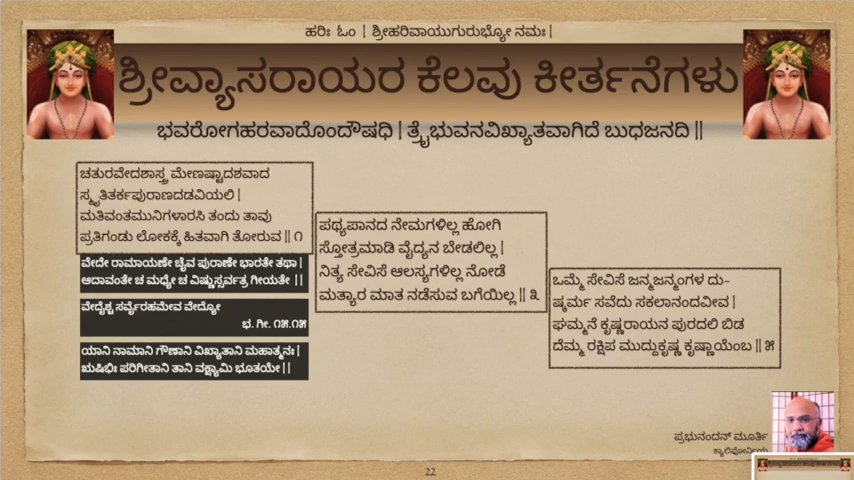 ಹರಿಃ ಓಂ | ಶ್ರೀಹರಿವಾಯುಗುರುಭ್ಯೋ ನಮಃ|
ಶ್ರೀವ್ಯಾಸರಾಯರ ಕೆಲವು ಕೀರ್ತನೆಗಳು
ಭವರೋಗಹರವಾದೊಂದೌಷಧಿ | ತ್ರೈಭುವನವಿಖ್ಯಾತವಾಗಿದೆ ಬುಧಜನದಿ ||
ಚತುರವೇದಶಾಸ್ತ್ರ ಮೇಣಷ್ಟಾದಶವಾದ
ಸ್ಮೃತಿತರ್ಕಪುರಾಣದಡವಿಯಲಿ |
ಮತಿವಂತಮುನಿಗಳಾರಸಿ ತಂದು ತಾವು
ಪ್ರತಿಗಂಡು ಲೋಕಕ್ಕೆ ಹಿತವಾಗಿ ತೋರುವ || ೧
ವೇದೇ ರಾಮಾಯಣೇ ಚೈವ ಪುರಾಣೇ ಭಾರತೇ ತಥಾ |
ಆದಾವಂತೇ ಚ ಮಧ್ಯೇ ಚ ವಿಷ್ಣುಸ್ಸರ್ವತ್ರ ಗೀಯತೇ ||
ವೇದೈಶ್ಚ ಸರ್ವೈರಹಮೇವ ವೇದ್ಯೋ
ಭ. ಗೀ. ೧೫.೧೫
ಯಾನಿ ನಾಮಾನಿ ಗೌಣಾನಿ ವಿಖ್ಯಾತಾನಿ ಮಹಾತ್ಮನಃ |
ಋಷಿಭಿಃ ಪರಿಗೀತಾನಿ ತಾನಿ ವಕ್ಷ್ಯಾಮಿ ಭೂತಯೇ ||
ಪಥ್ಯಪಾನದ ನೇಮಗಳಿಲ್ಲ ಹೋಗಿ
ಸ್ತೋತ್ರಮಾಡಿ ವೈದ್ಯನ ಬೇಡಲಿಲ್ಲ |
ನಿತ್ಯ ಸೇವಿಸೆ ಆಲಸ್ಯಗಳಿಲ್ಲ ನೋಡೆ
ಮತ್ಯಾರ ಮಾತ ನಡೆಸುವ ಬಗೆಯಿಲ್ಲ || ೩
ಒಮ್ಮೆ ಸೇವಿಸೆ ಜನ್ಮಜನ್ಮಂಗಳ ದು–
ಷ್ಕರ್ಮ ಸವೆದು ಸಕಲಾನಂದವೀವ |
ಘಮ್ಮನೆ ಕೃಷ್ಣರಾಯನ ಪುರದಲಿ ಬಿಡ
ದೆಮ್ಮ ರಕ್ಷಿಪ ಮುದ್ದುಕೃಷ್ಣ ಕೃಷ್ಣಾಯೆಂಬ || ೫
ಪ್ರಭುನಂದನ್ ಮೂರ್ತಿ
22